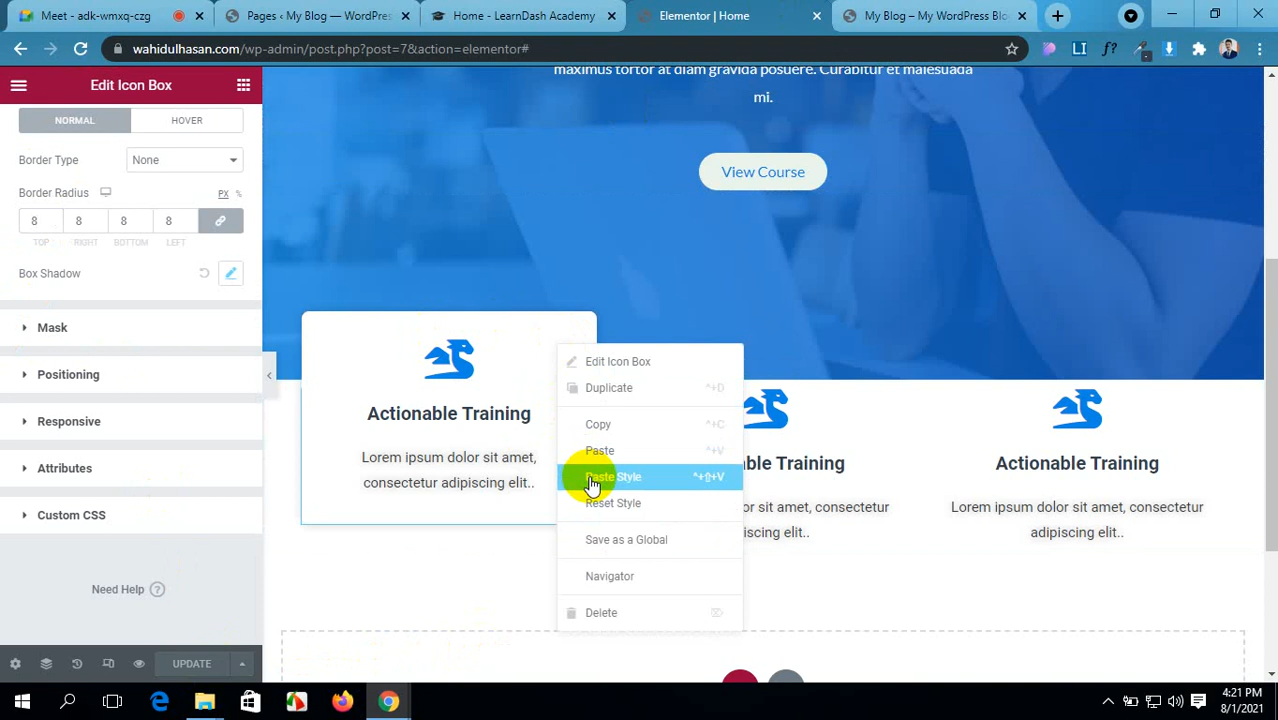 Meet - adk-wmxq-czg
Pages ‹ My Blog — WordPres
Home - LearnDash Academy
Elementor | Home
My Blog – My WordPress Blo
wahidulhasan.com/wp-admin/post.php?post=7&action=elementor#
Edit Icon Box
NORMAL
HOVER
Border Type
None
Border Radius
PX %
8 8 8 8
TOP RIGHT BOTTOM LEFT
Box Shadow
Mask
Positioning
Responsive
Attributes
Custom CSS
Need Help ?
UPDATE
maximus tortor at diam gravida posuere. Curabitur et malesuada
mi.
View Course
Actionable Training
Lorem ipsum dolor sit amet,
consectetur adipiscing elit..
Edit Icon Box
Duplicate ^+D
Copy ^+C
Paste ^+V
Paste Style ^+⇧+V
Reset Style
Save as a Global
Navigator
Delete
ble Training
or sit amet, consectetur
iscing elit..
Actionable Training
Lorem ipsum dolor sit amet, consectetur
adipiscing elit..
4:21 PM
8/1/2021